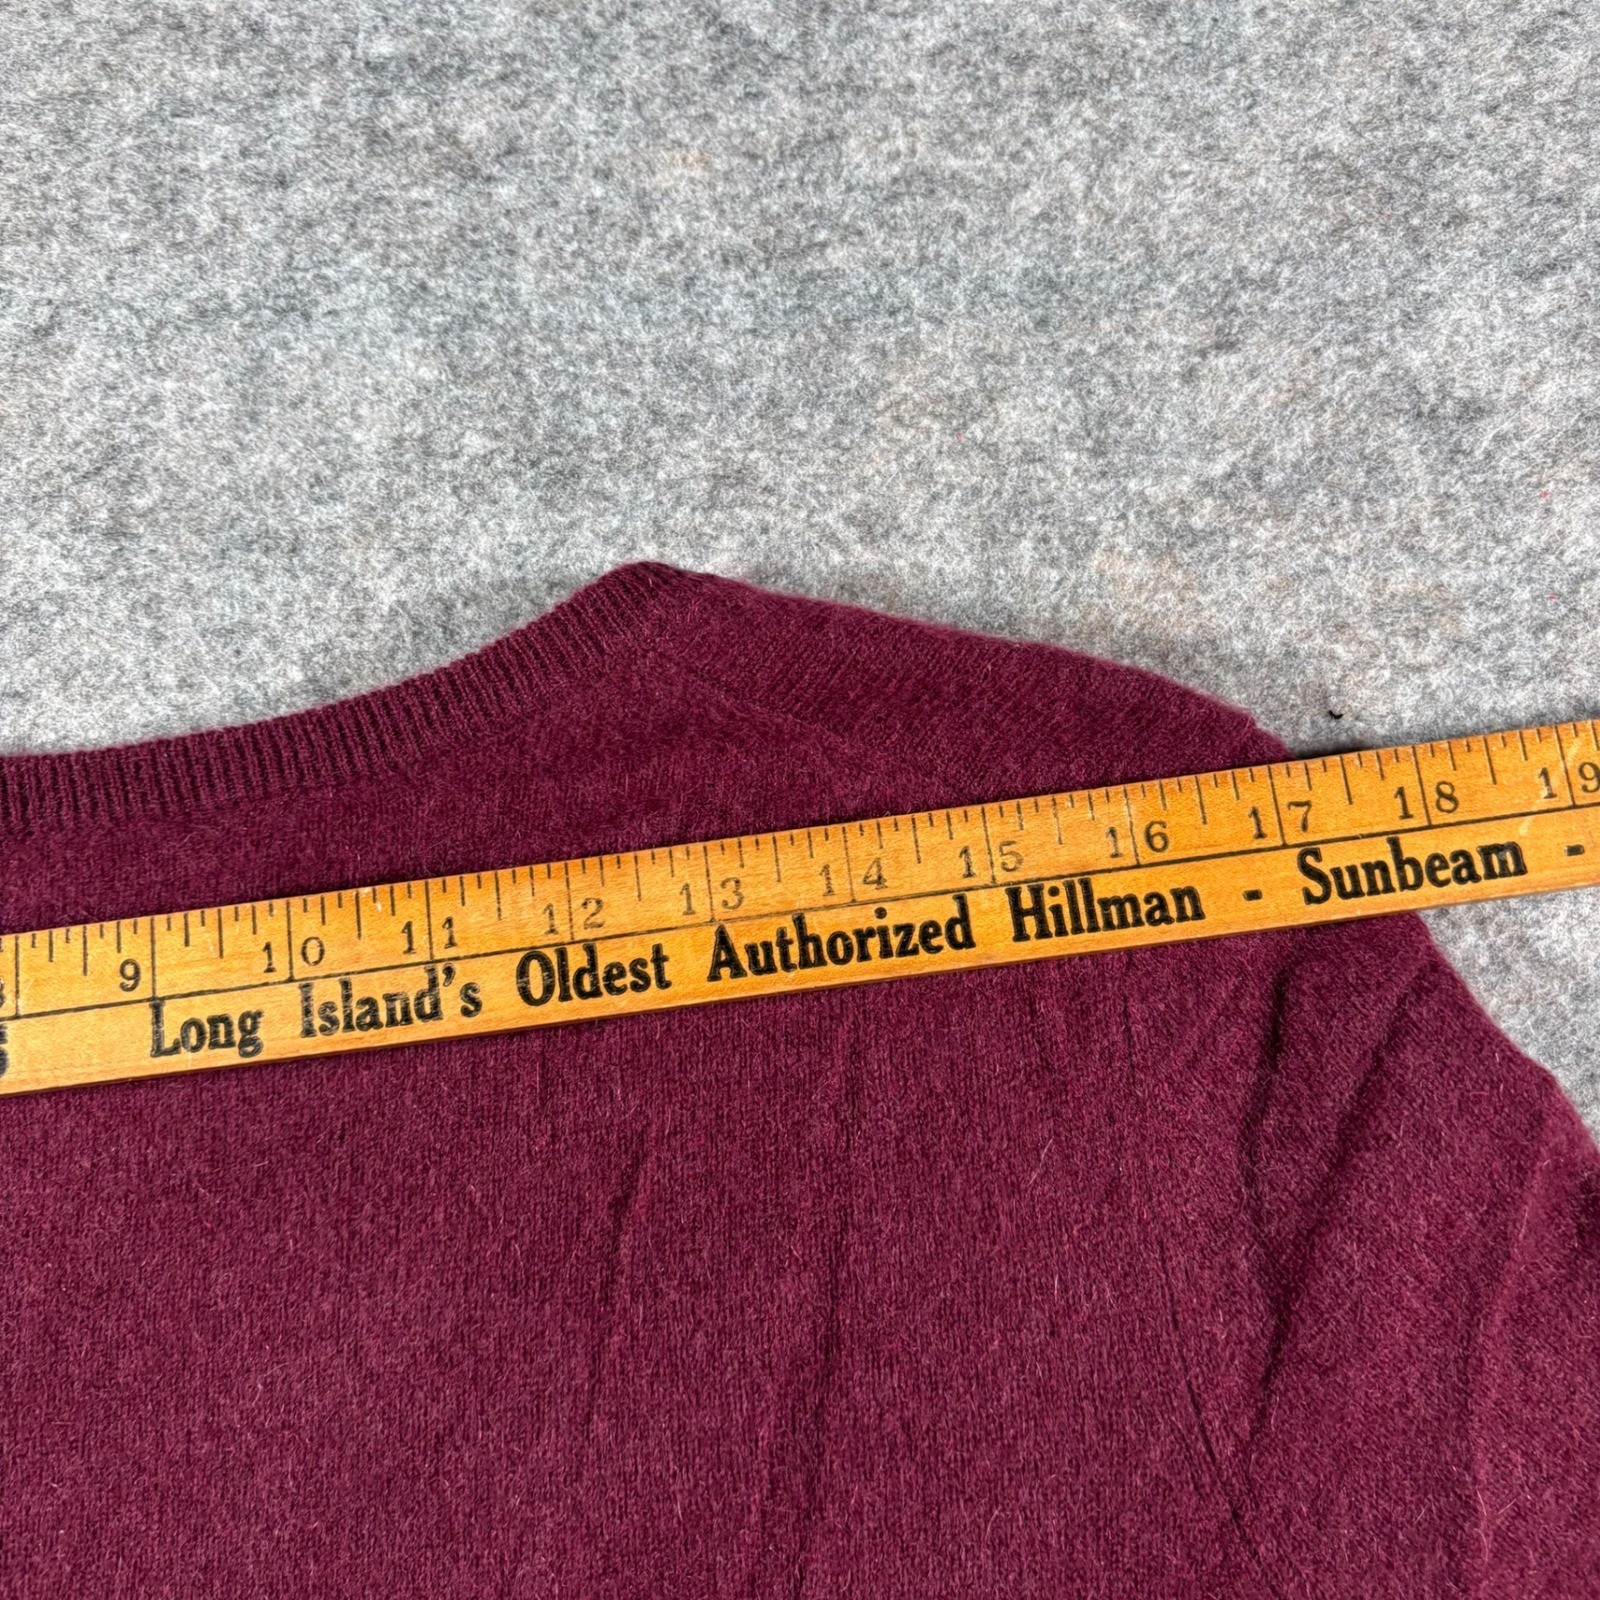 9 10 11 12 13 14 15 16 17 18 19
Long Island's Oldest Authorized Hillman - Sunbeam -